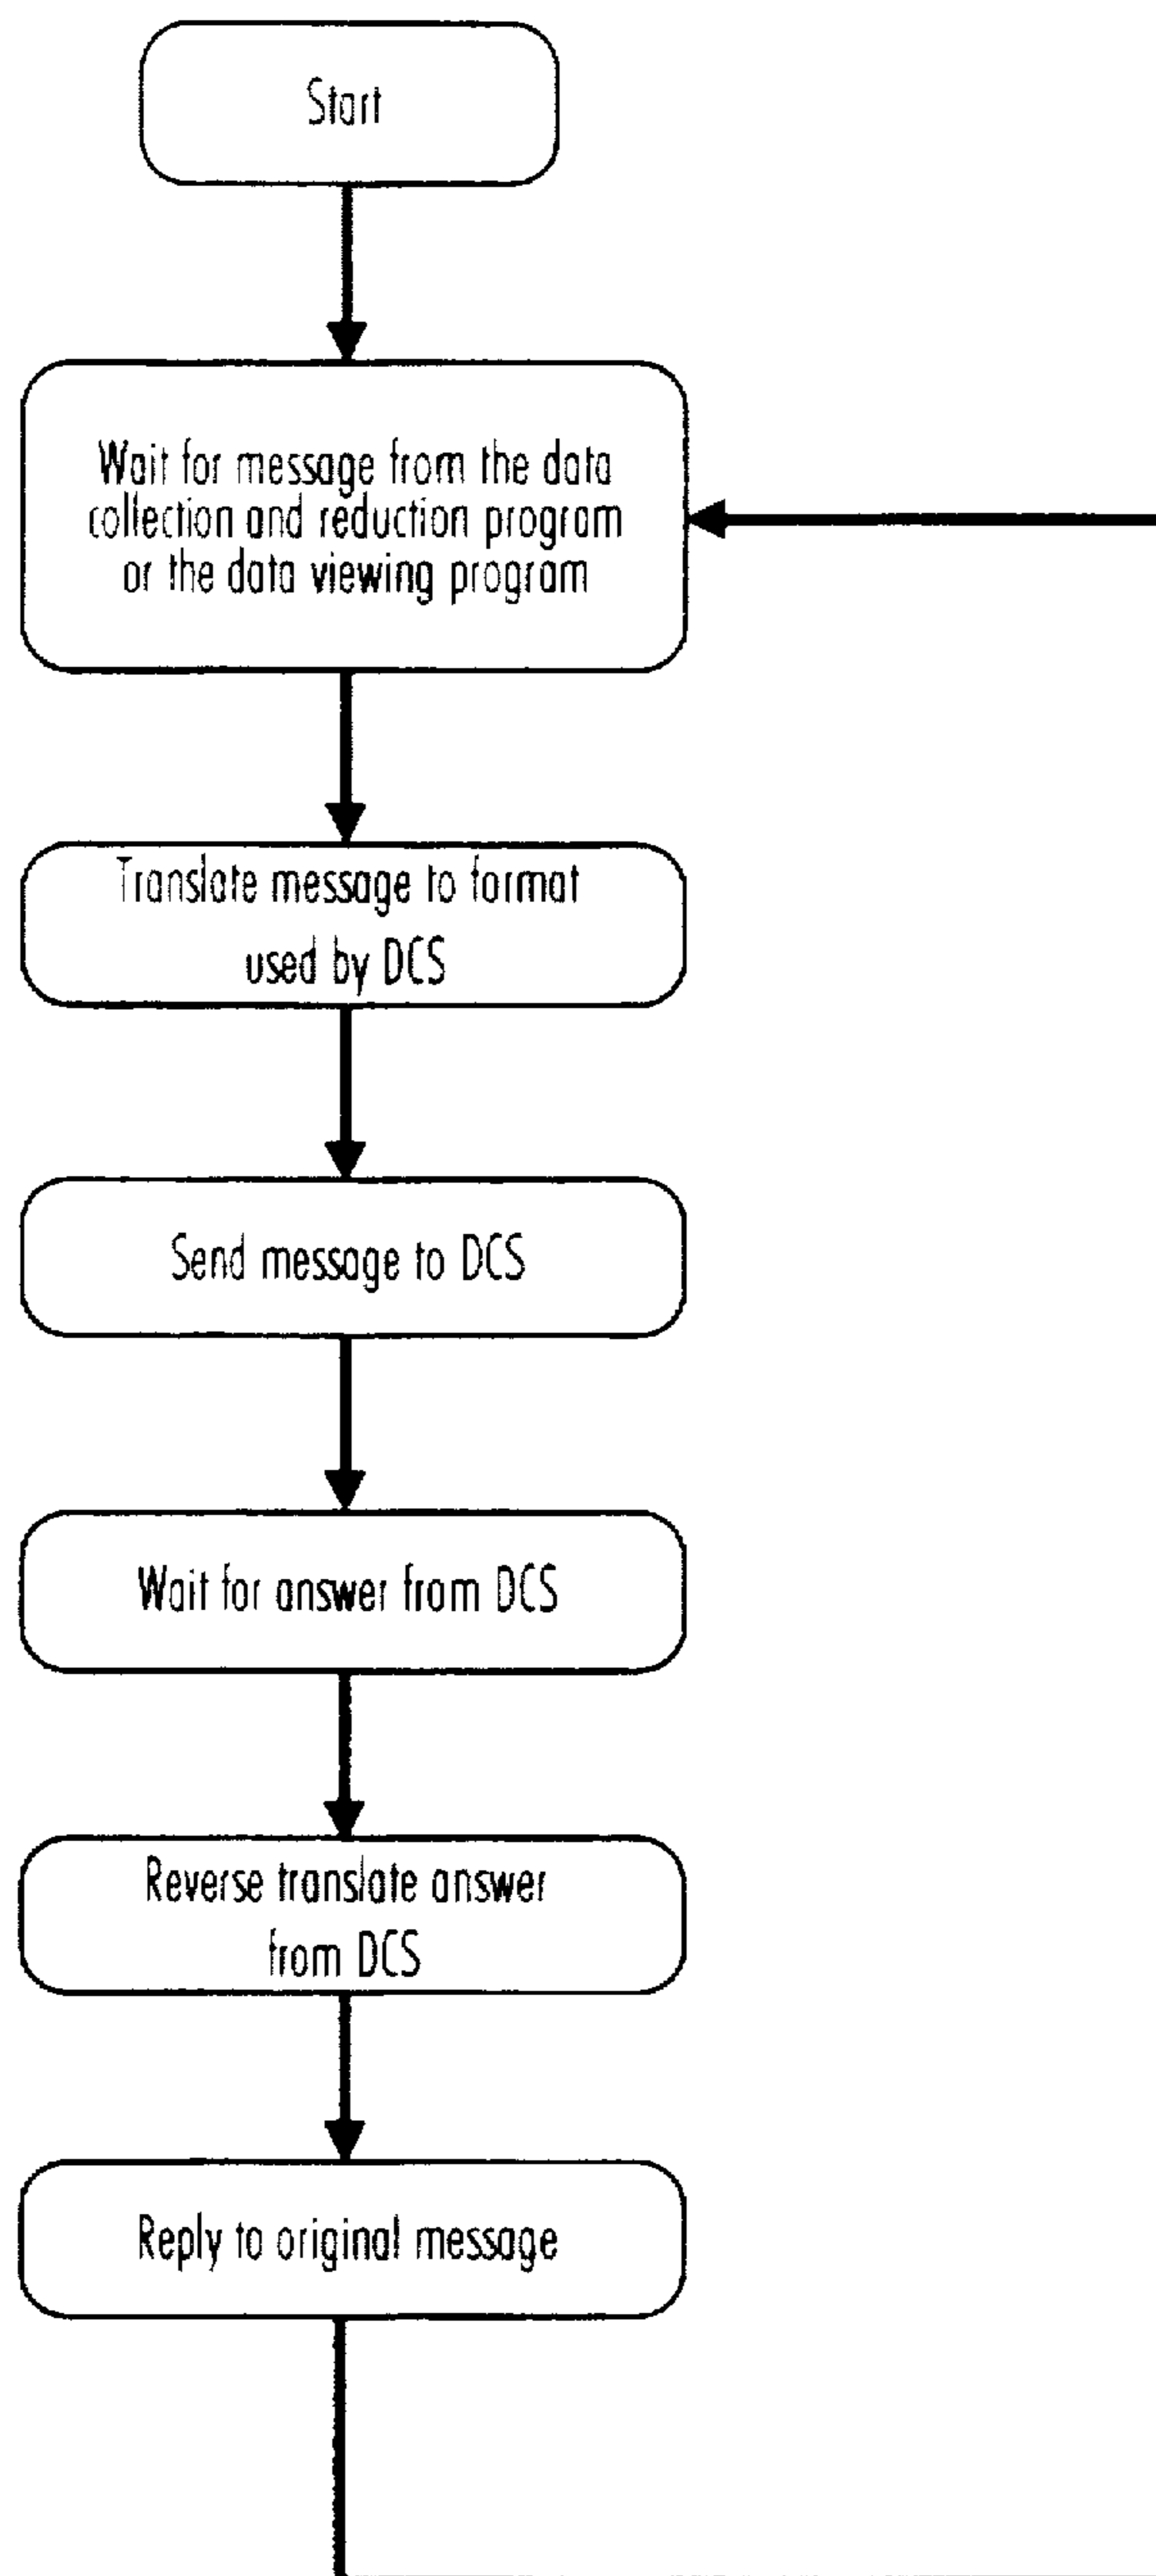 Start
Wait for message from the data
collection and reduction program
or the data viewing program
Translate message to format
used by DCS
Send message to DCS
Wait for answer from DCS
Reverse translate answer
from DCS
Reply to original message